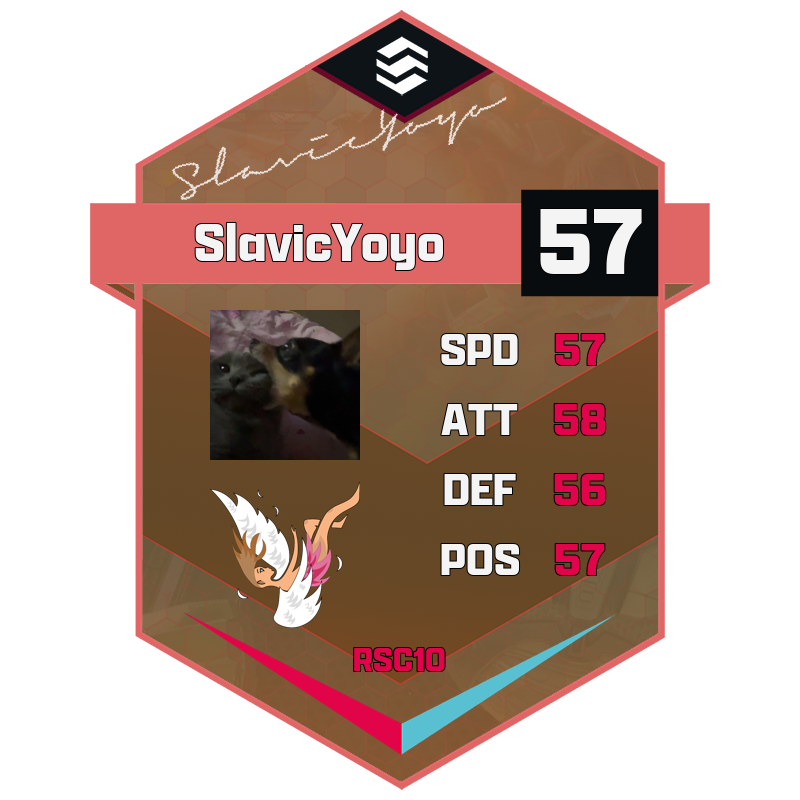 SlavicYoyo
SlavicYoyo 57
SPD 57
ATT 58
DEF 56
POS 57
RSC10